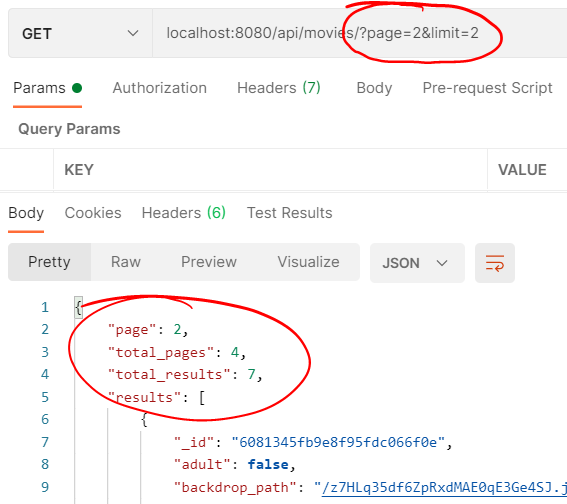 GET localhost:8080/api/movies/?page=2&limit=2
Params Authorization Headers (7) Body Pre-request Script
Query Params
KEY VALUE
Body Cookies Headers (6) Test Results
Pretty Raw Preview Visualize JSON
1 {
2 "page": 2,
3 "total_pages": 4,
4 "total_results": 7,
5 "results": [
6 {
7 "_id": "6081345fb9e8f95fdc066f0e",
8 "adult": false,
9 "backdrop_path": "/z7HLq35df6ZpRxdMAE0qE3Ge4SJ.j